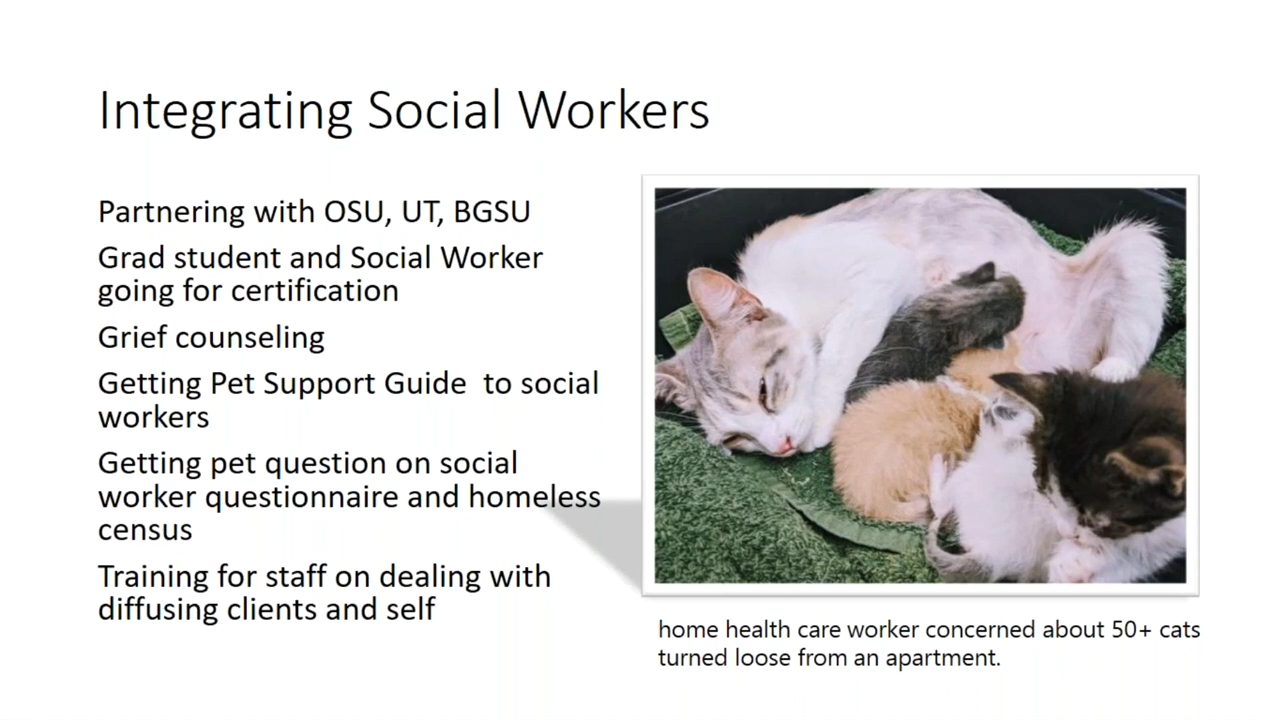 Integrating Social Workers
Partnering with OSU, UT, BGSU
Grad student and Social Worker
going for certification
Grief counseling
Getting Pet Support Guide  to social
workers
Getting pet question on social
worker questionnaire and homeless
census
Training for staff on dealing with
diffusing clients and self
home health care worker concerned about 50+ cats
turned loose from an apartment.